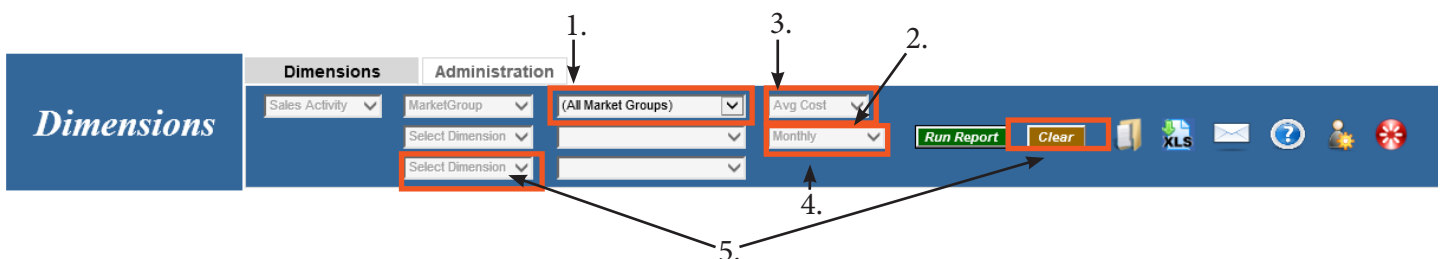 1.
3.
2.
Dimensions Administration
Dimensions
Sales Activity MarketGroup (All Market Groups) Avg Cost
Select Dimension Monthly Run Report Clear XLS ?
Select Dimension
4.
5.